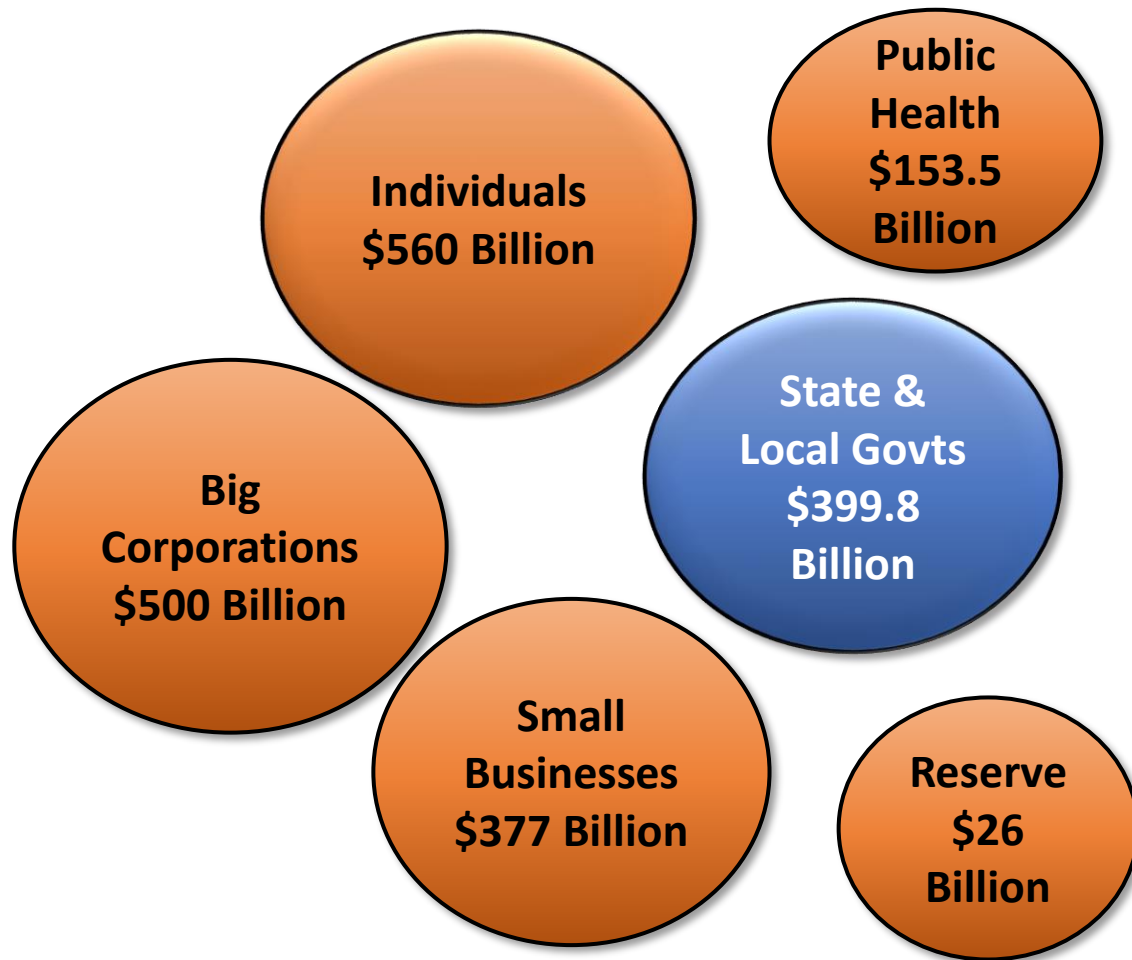 Individuals
$560 Billion
Public
Health
$153.5
Billion
State &
Local Govts
$399.8
Billion
Big
Corporations
$500 Billion
Small
Businesses
$377 Billion
Reserve
$26
Billion